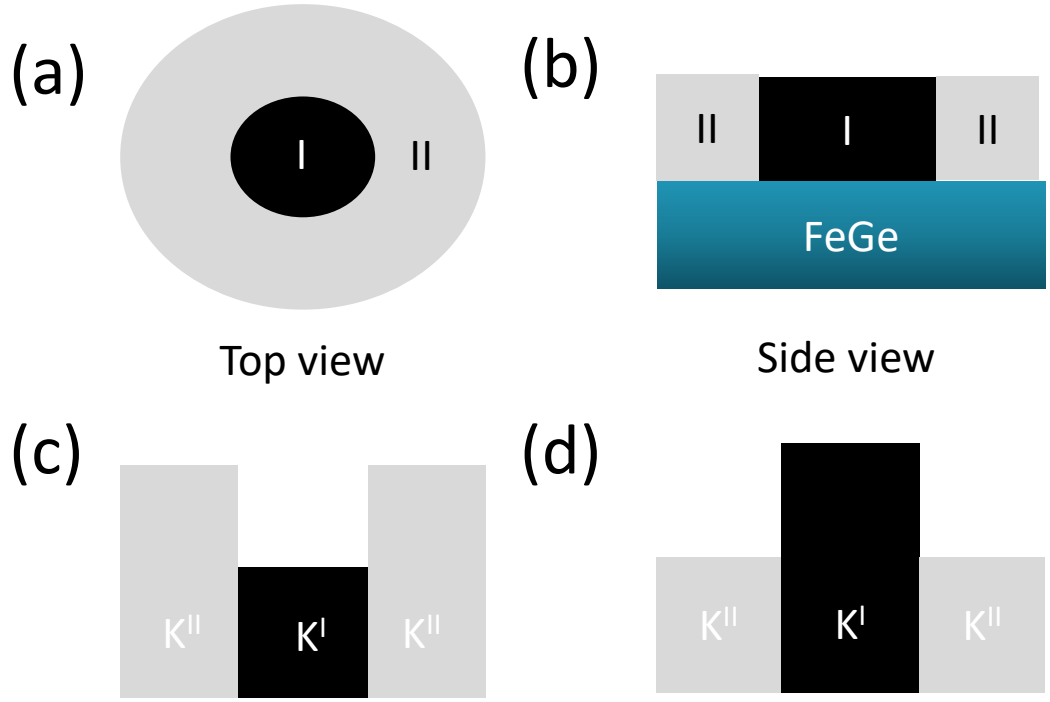 (a)
I
II
Top view
(b)
II
I
II
FeGe
Side view
(c)
K^II
K^I
K^II
(d)
K^II
K^I
K^II